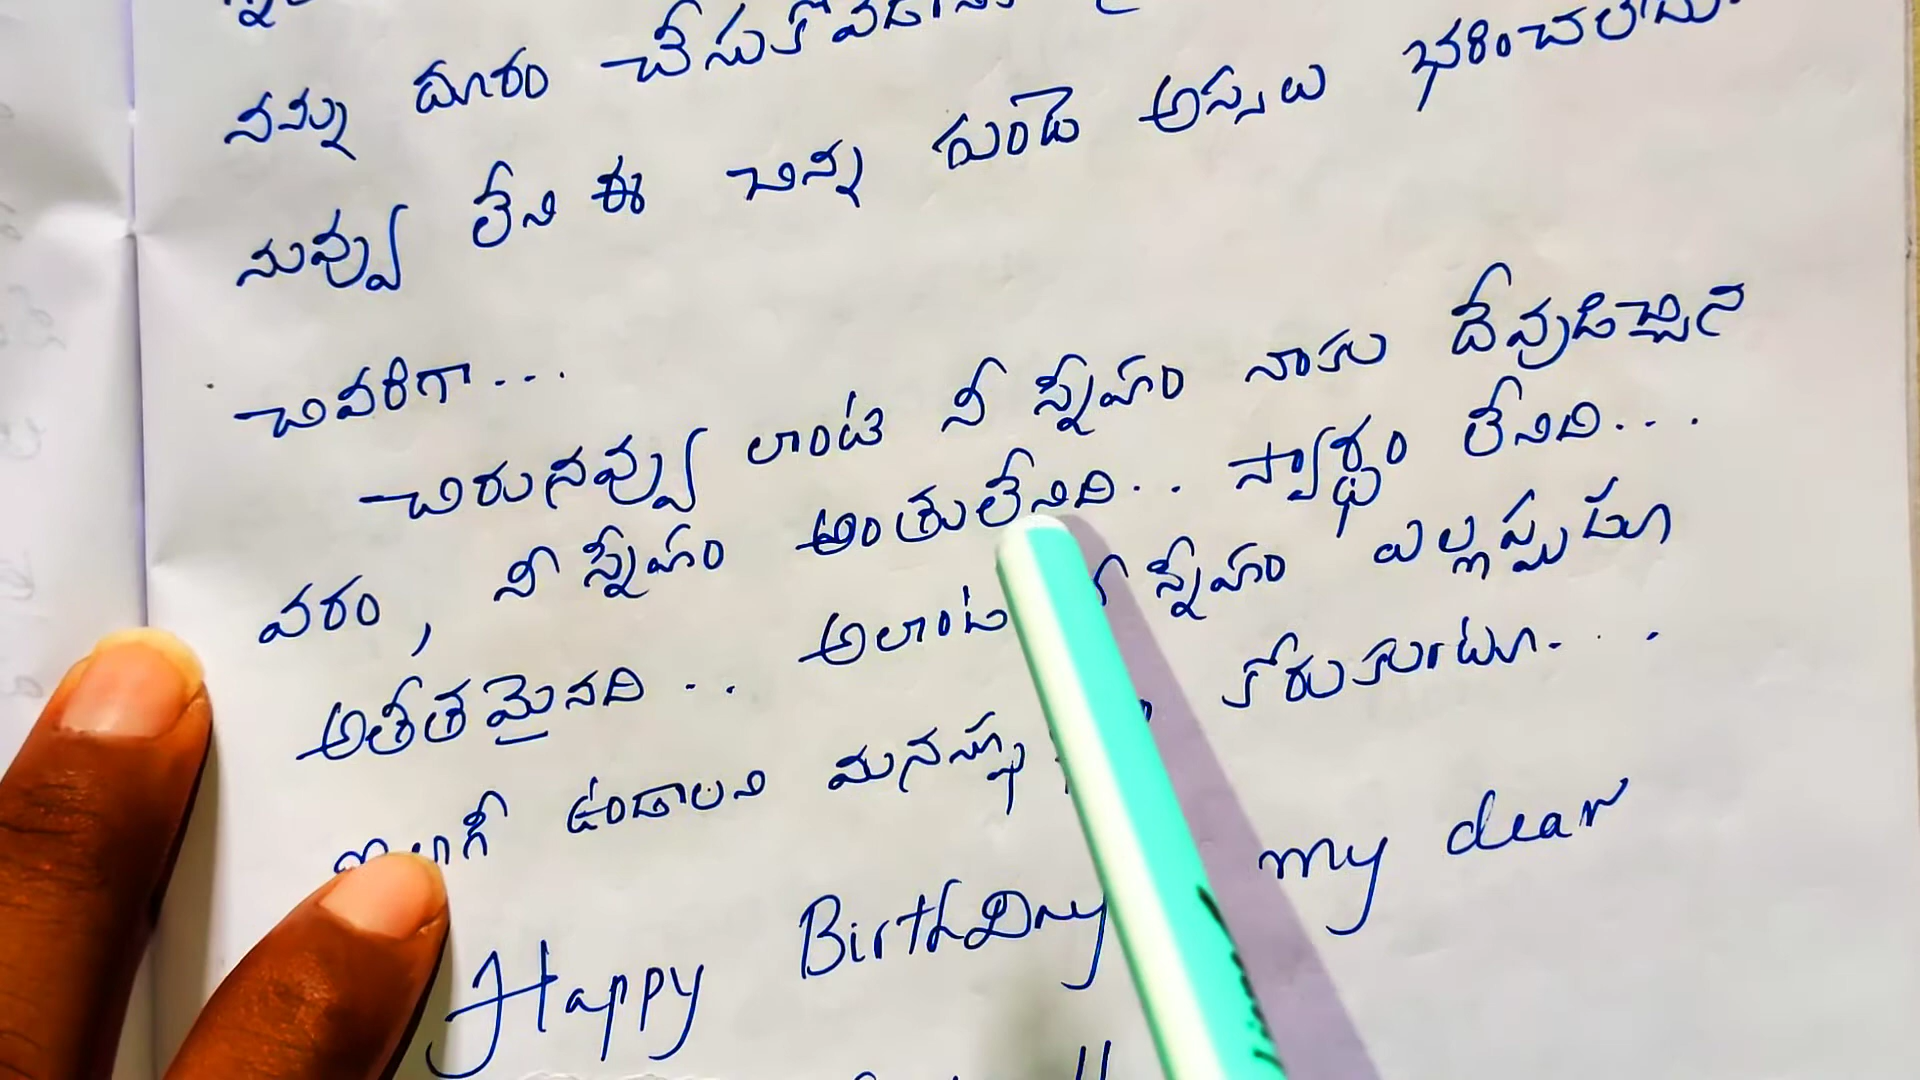 నన్ను దూరం చేసుకోవడాని
నువ్వు లేని ఈ చిన్న గుండె అస్సలు భరించలేదు
చివరిగా...
చిరునవ్వు లాంటి నీ స్నేహం నాకు దేవుడిచ్చిన
వరం, నీ స్నేహం అంతులేనిది... స్వార్థం లేనిది...
అతీతమైనది... అలాంటి స్నేహం ఎల్లప్పుడూ
ఇలాగే ఉండాలని మనస్ఫూ కోరుకుంటూ....
Happy BirthDay my dear